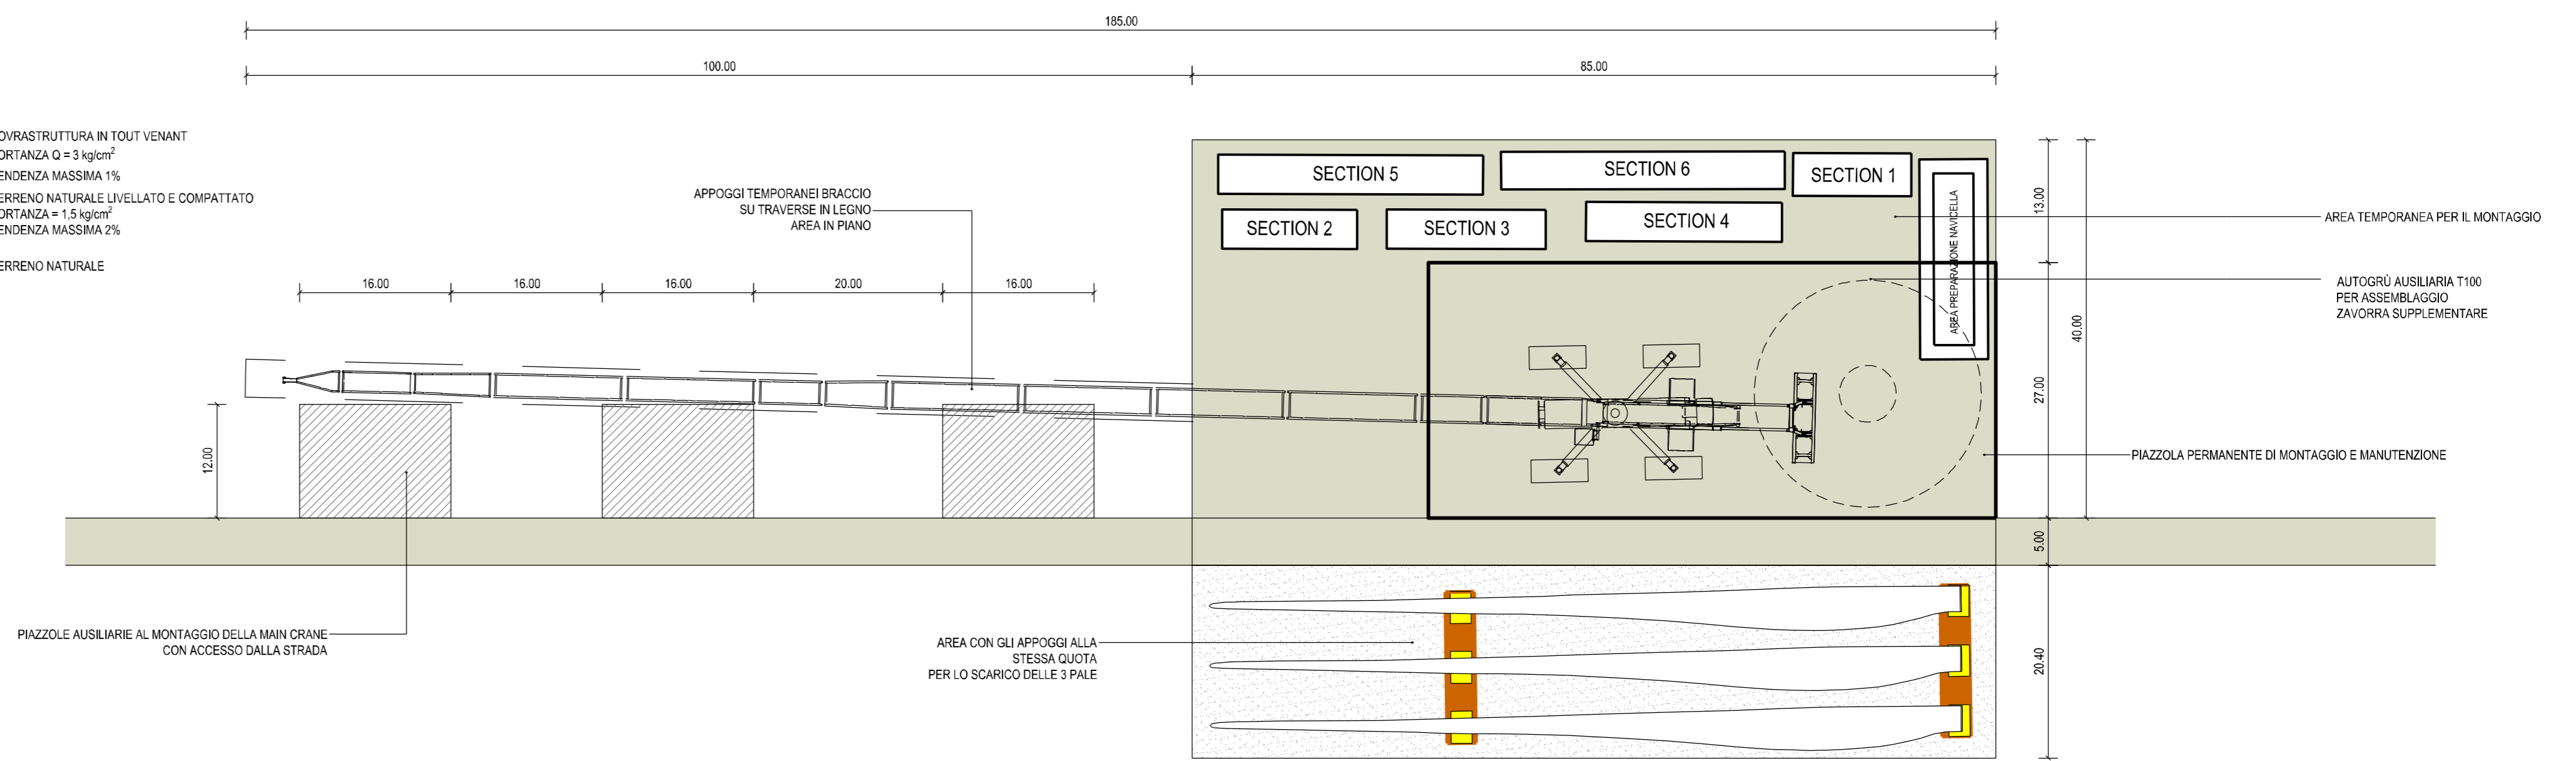 185.00
100.00
85.00
OVRASTRUTTURA IN TOUT VENANT
ORTANZA Q = 3 kg/cm²
ENDENZA MASSIMA 1%
ERRENO NATURALE LIVELLATO E COMPATTATO
ORTANZA = 1,5 kg/cm²
ENDENZA MASSIMA 2%
ERRENO NATURALE
APPOGGI TEMPORANEI BRACCIO
SU TRAVERSE IN LEGNO
AREA IN PIANO
SECTION 5
SECTION 6
SECTION 1
SECTION 2
SECTION 3
SECTION 4
AREA PREPARAZIONE NAVICELLA
13.00
40.00
27.00
5.00
20.40
AREA TEMPORANEA PER IL MONTAGGIO
AUTOGRÙ AUSILIARIA T100
PER ASSEMBLAGGIO
ZAVORRA SUPPLEMENTARE
16.00
16.00
16.00
20.00
16.00
12.00
PIAZZOLA PERMANENTE DI MONTAGGIO E MANUTENZIONE
PIAZZOLE AUSILIARIE AL MONTAGGIO DELLA MAIN CRANE
CON ACCESSO DALLA STRADA
AREA CON GLI APPOGGI ALLA
STESSA QUOTA
PER LO SCARICO DELLE 3 PALE